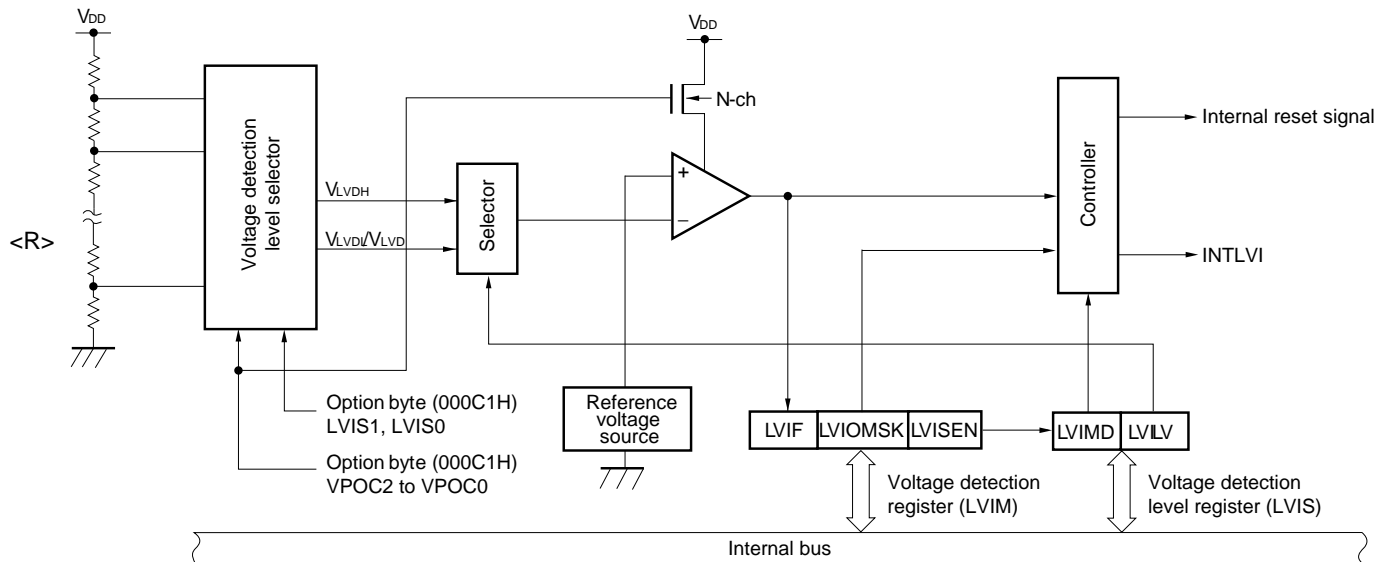 VDD
VDD
N-ch
Voltage detection
level selector
VLVDH
VLVDL/VLVD
Selector
+
−
Controller
Internal reset signal
INTLVI
<R>
Option byte (000C1H)
LVIS1, LVIS0
Option byte (000C1H)
VPOC2 to VPOC0
Reference
voltage
source
LVIF
LVIOMSK
LVISEN
LVIMD
LVILV
Voltage detection
register (LVIM)
Voltage detection
level register (LVIS)
Internal bus